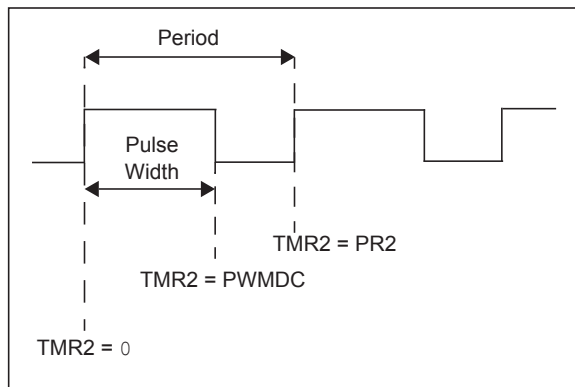 Period
Pulse
Width
TMR2 = PR2
TMR2 = PWMDC
TMR2 = 0